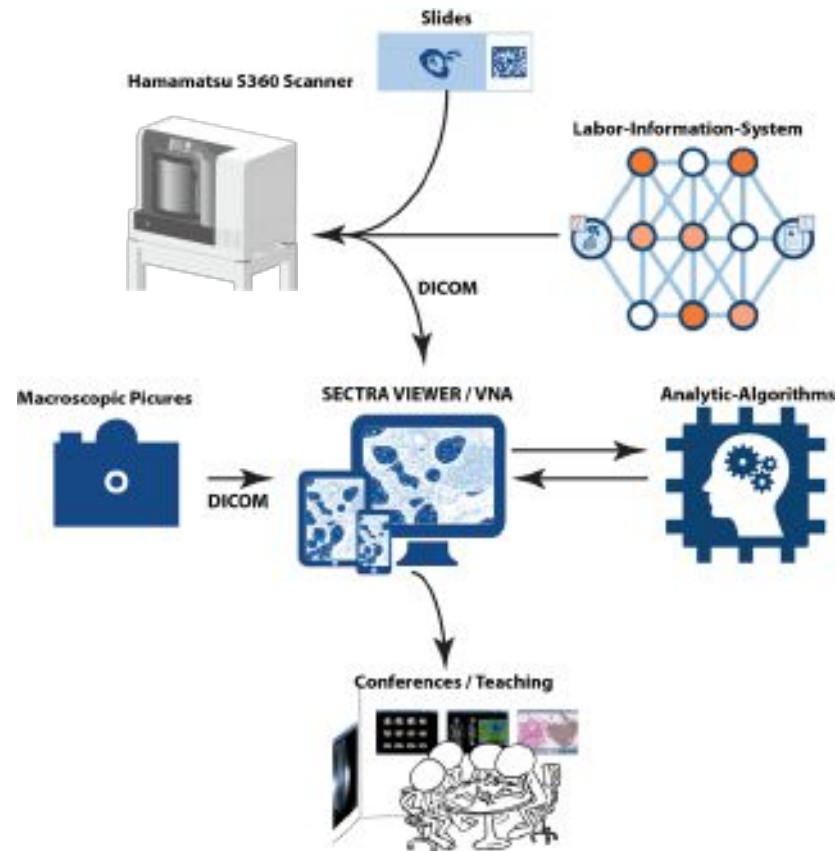 Slides
Hamamatsu S360 Scanner
Labor-Information-System
DICOM
Macroscopic Picures
SECTRA VIEWER / VNA
Analytic-Algorithms
DICOM
Conferences / Teaching